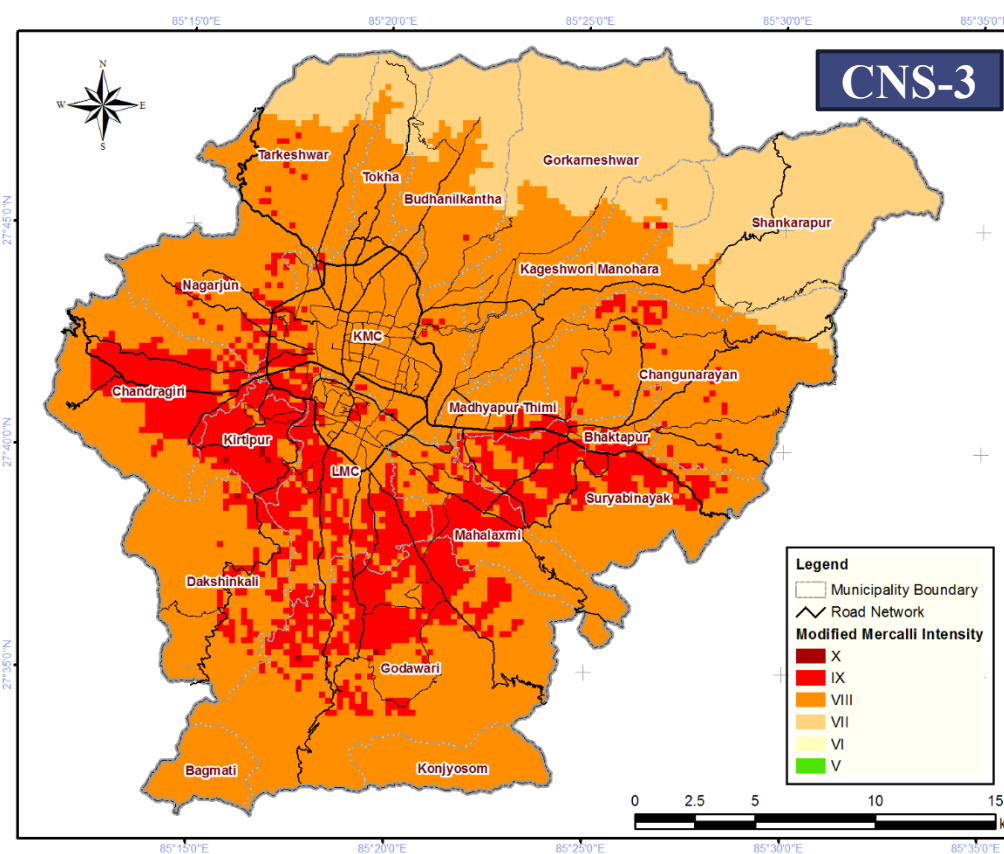 85°15'0"E 85°20'0"E 85°25'0"E 85°30'0"E 85°35'0"E
CNS-3
N
W E
S
Tarkeshwar
Tokha
Gorkarneshwar
Budhanilkantha
Shankarapur
27°45'0"N
Kageshwori Manohara
Nagarjun
KMC
Changunarayan
Chandragiri
Madhyapur Thimi
27°40'0"N
Kirtipur
Bhaktapur
LMC
Suryabinayak
Mahalaxmi
Dakshinkali
27°35'0"N
Godawari
Bagmati
Konjyosom
Legend
Municipality Boundary
Road Network
Modified Mercalli Intensity
X
IX
VIII
VII
VI
V
0 2.5 5 10 15
k
85°15'0"E 85°20'0"E 85°25'0"E 85°30'0"E 85°35'0"E